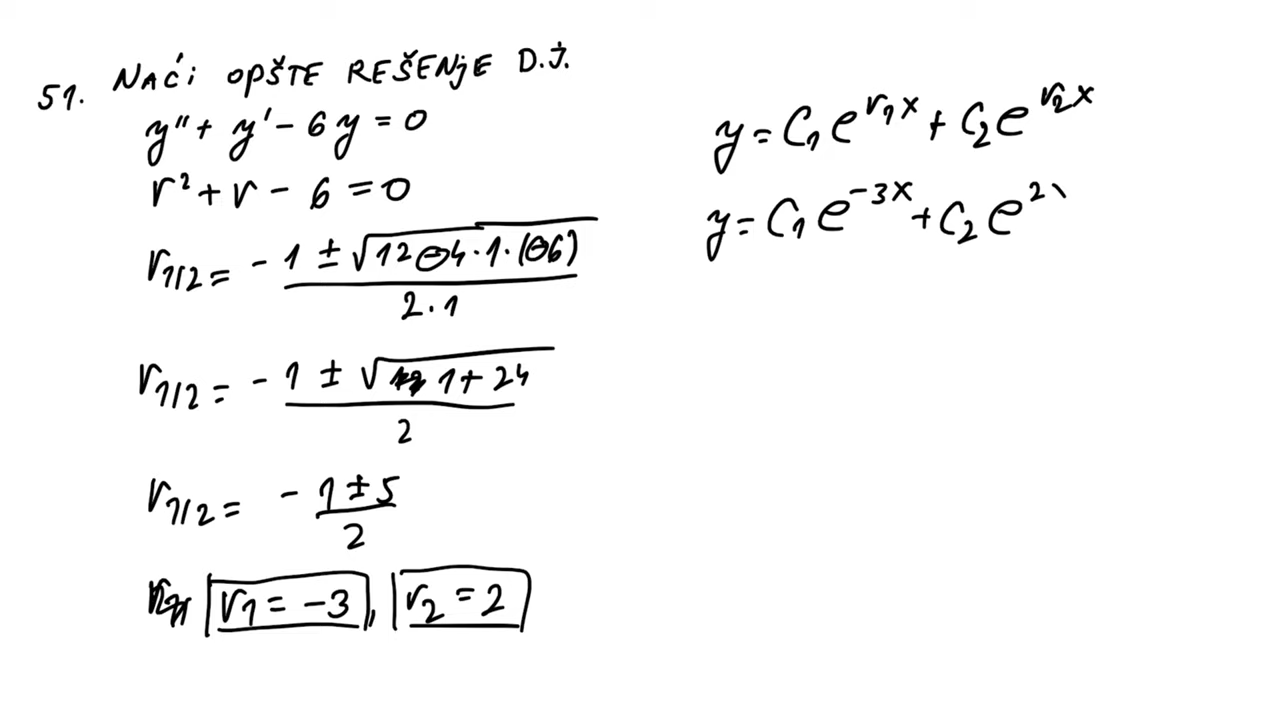 51. NAĆI OPŠTE REŠENJE D.J.
y'' + y' - 6y = 0
r² + r - 6 = 0
r₁/₂ = (-1 ± √(1² - 4·1·(-6))) / (2·1)
r₁/₂ = (-1 ± √(1 + 24)) / 2
r₁/₂ = (-1 ± 5) / 2
r₁ = -3, r₂ = 2
y = C₁e^(r₁x) + C₂e^(r₂x)
y = C₁e^(-3x) + C₂e^(2